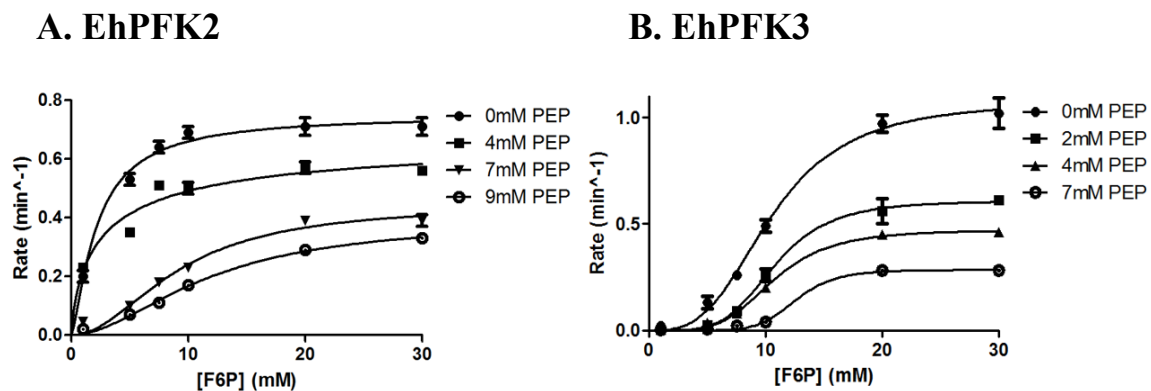 A. EhPFK2
B. EhPFK3
0.8
0.6
0.4
0.2
0.0
0
10
20
30
Rate (min^-1)
[F6P] (mM)
0mM PEP
4mM PEP
7mM PEP
9mM PEP
1.0
0.5
0.0
0
10
20
30
Rate (min^-1)
[F6P] (mM)
0mM PEP
2mM PEP
4mM PEP
7mM PEP